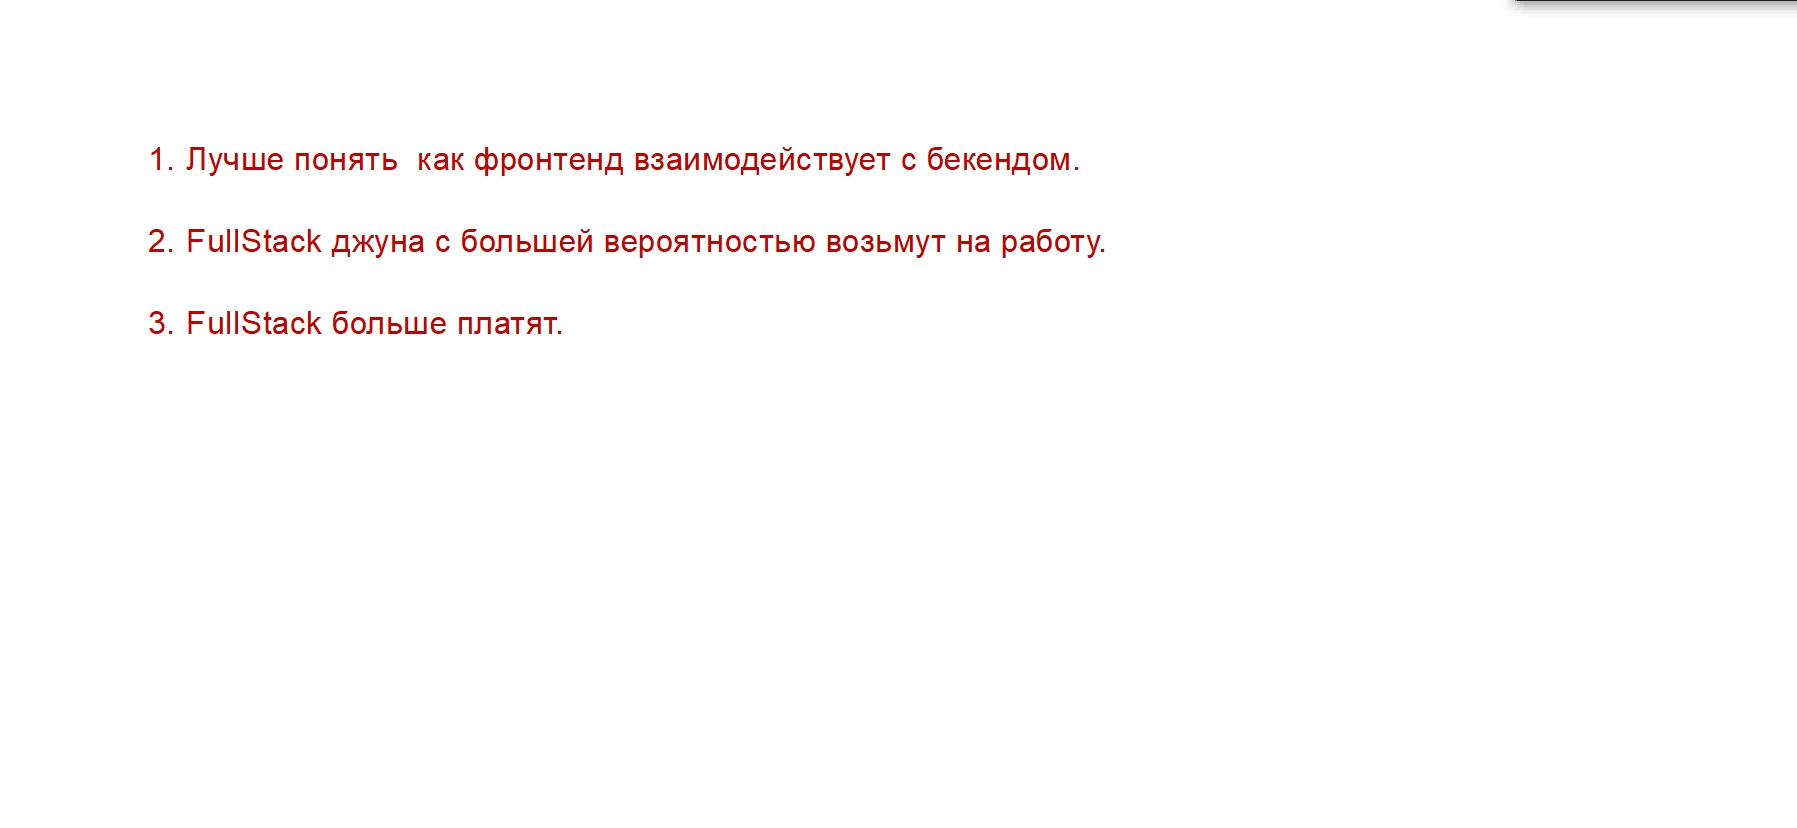 1. Лучше понять  как фронтенд взаимодействует с бекендом.
2. FullStack джуна с большей вероятностью возьмут на работу.
3. FullStack больше платят.